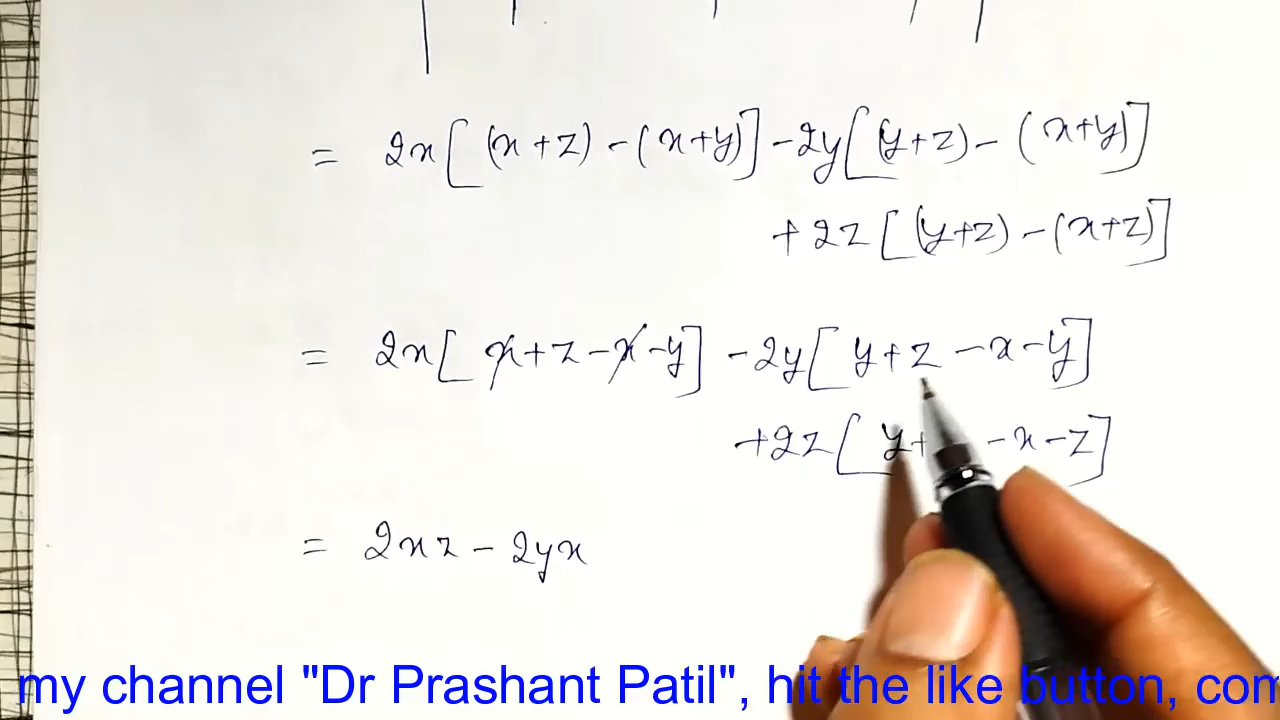 = 2x[(x+z)-(x+y)] -2y[(y+z)-(x+y)]
+2z[(y+z)-(x+z)]
= 2x[x+z-x-y] -2y[y+z-x-y]
+2z[y+ -x-z]
= 2xz - 2yx
my channel "Dr Prashant Patil", hit the like button, com